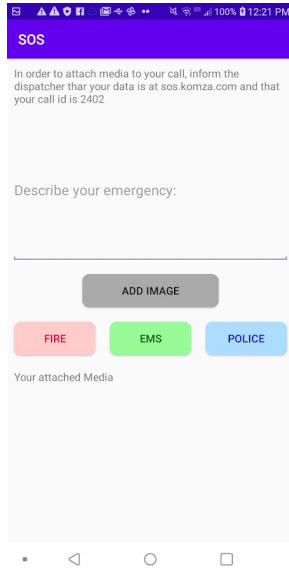 100% 12:21 PM
SOS
In order to attach media to your call, inform the
dispatcher thar your data is at sos.komza.com and that
your call id is 2402
Describe your emergency:
ADD IMAGE
FIRE
EMS
POLICE
Your attached Media